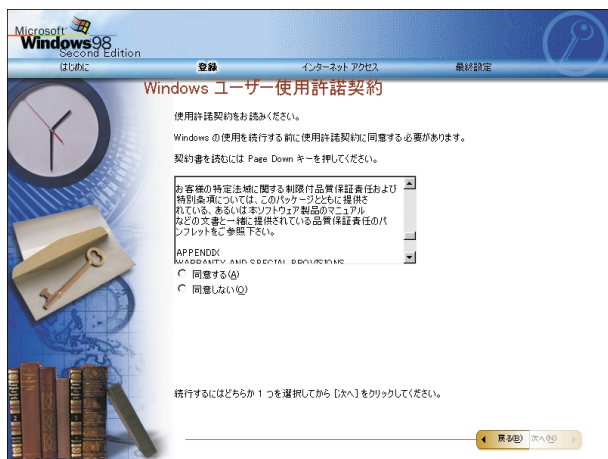 Microsoft
Windows98
Second Edition
はじめに 登録 インターネット アクセス 最終設定
Windows ユーザー使用許諾契約
使用許諾契約をお読みください。
Windows の使用を続行する前に使用許諾契約に同意する必要があります。
契約書を読むには Page Down キーを押してください。
お客様の特定法域に関する制限付品質保証責任および
特別条項については、このパッケージとともに提供さ
れている、あるいは本ソフトウェア製品のマニュアル
などの文書と一緒に提供されている品質保証責任のパ
ンフレットをご参照下さい。
APPENDIX
WARRANTY AND SPECIAL PROVISIONS
同意する(A)
同意しない(O)
続行するにはどちらか 1 つを選択してから [次へ] をクリックしてください。
戻る(B) 次へ(N)